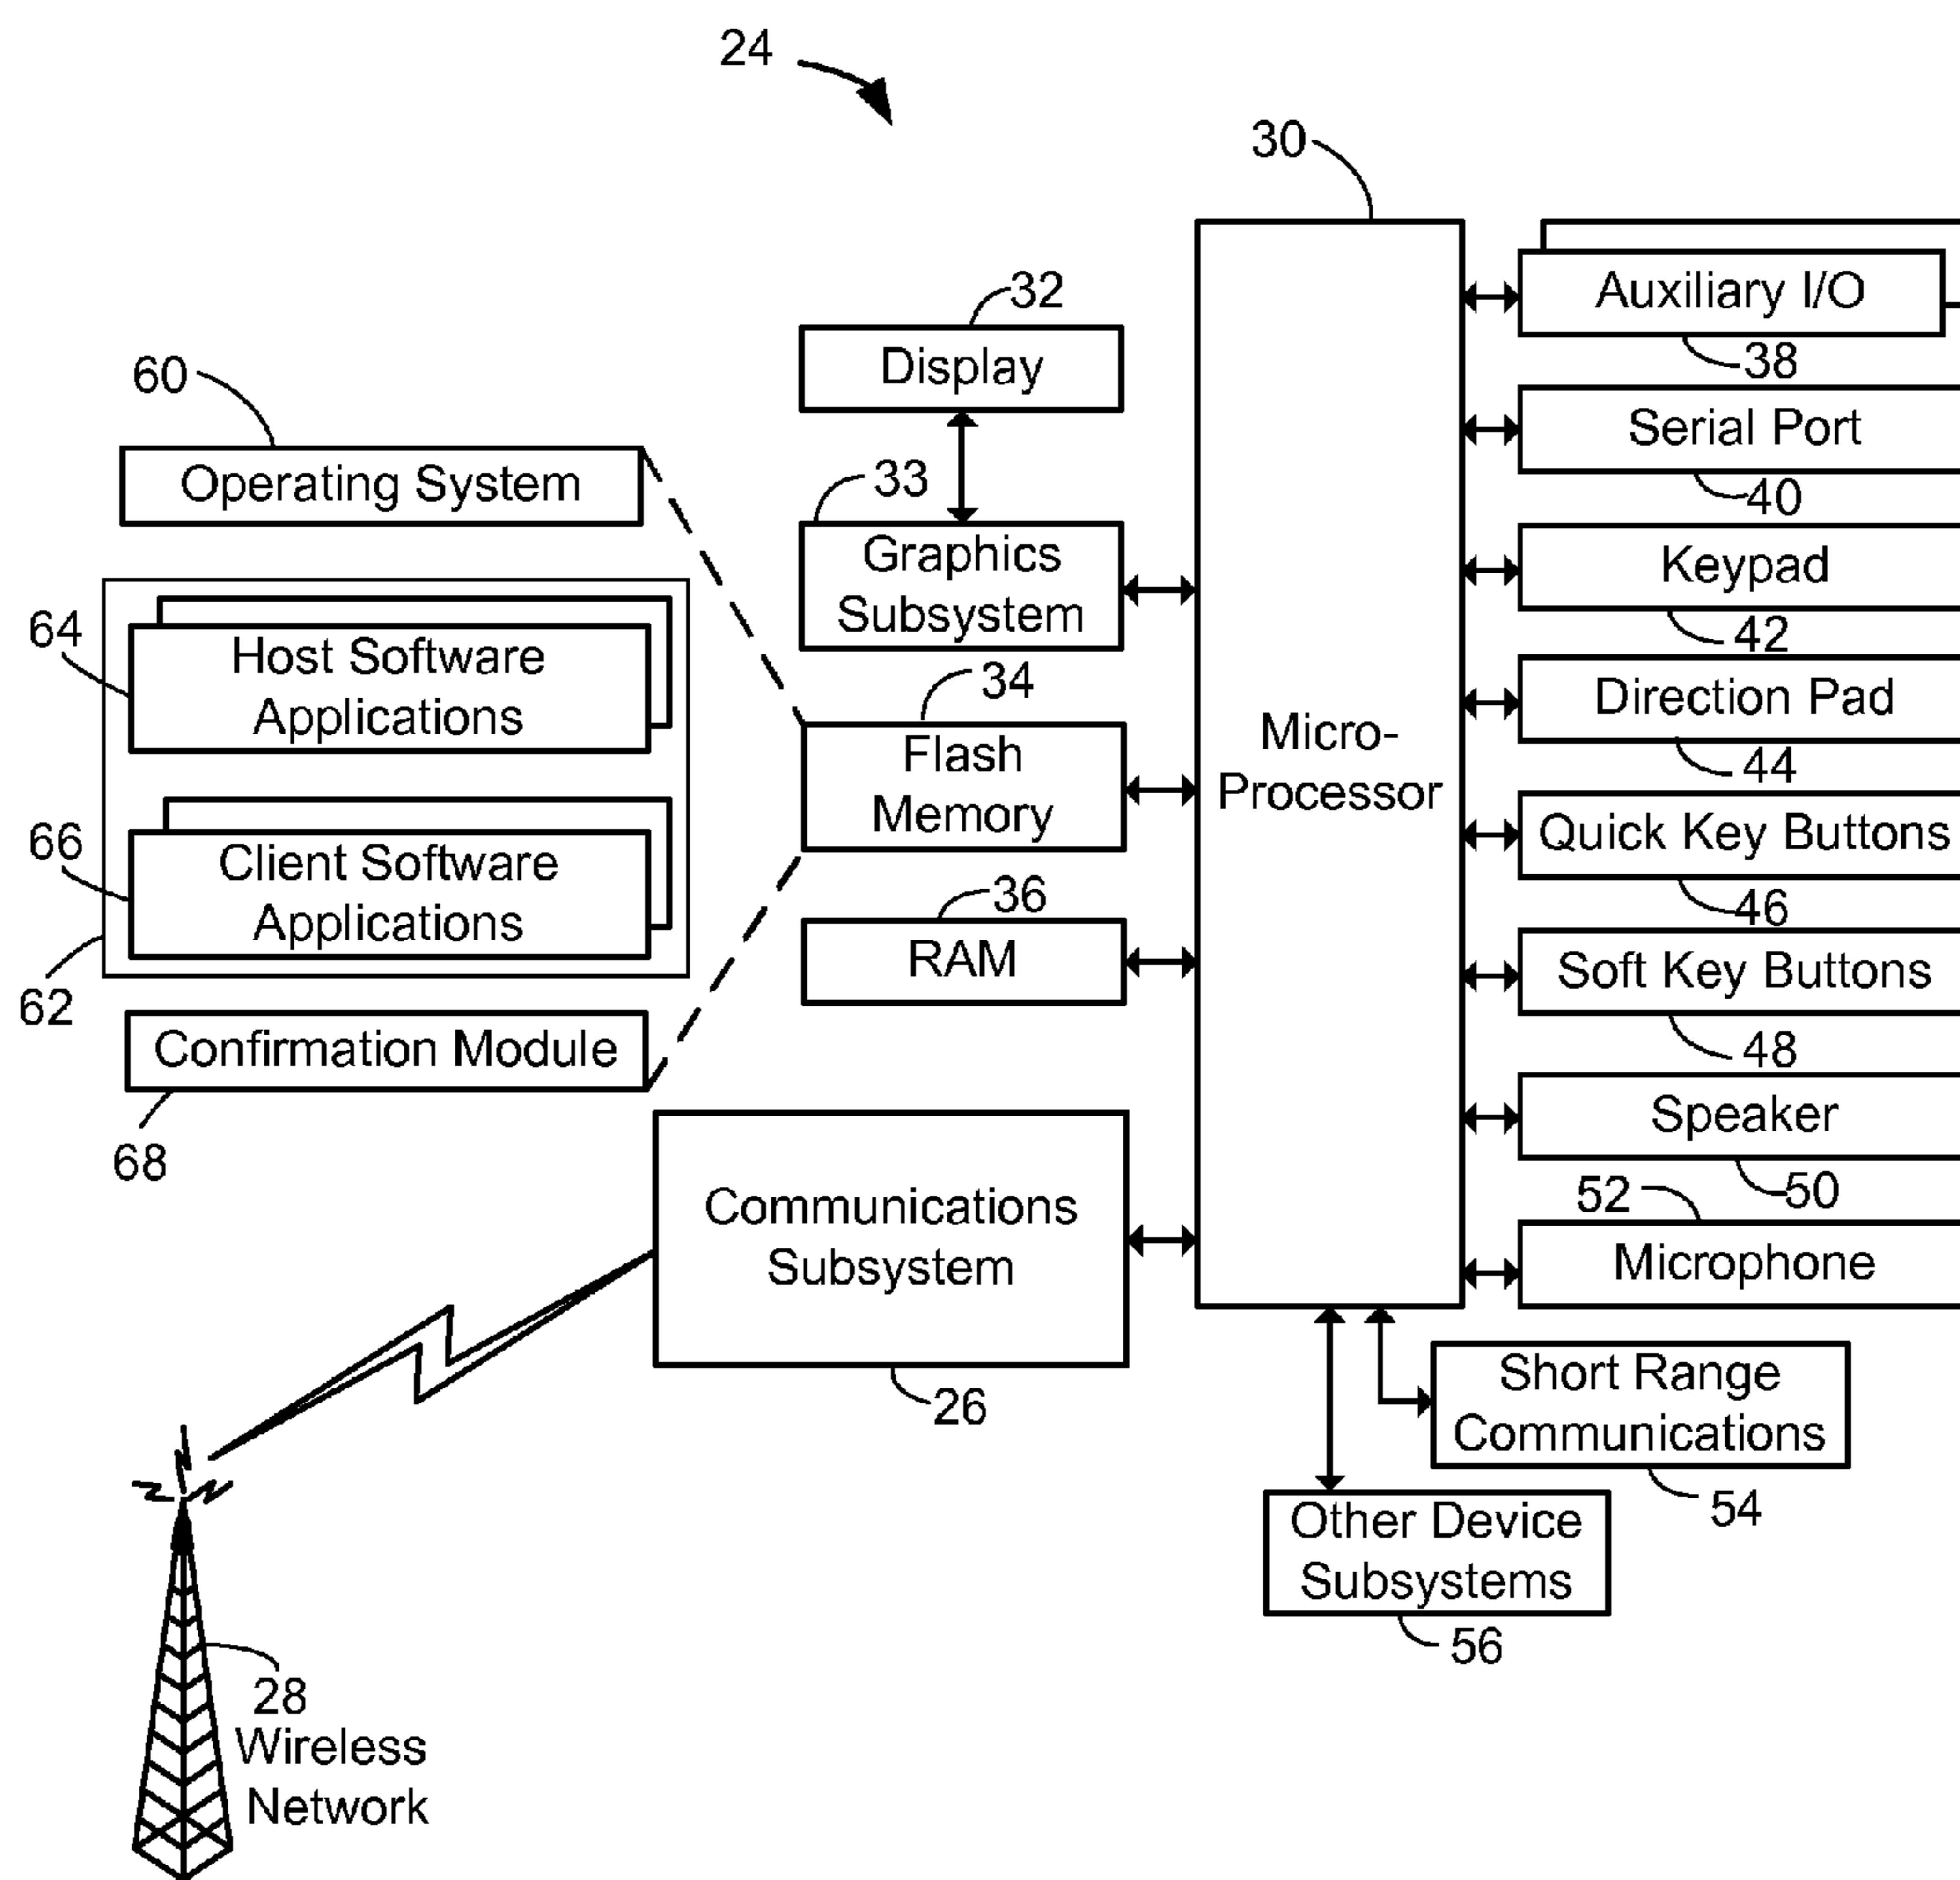 24
30
32
Display
33
Graphics
Subsystem
34
Flash
Memory
36
RAM
60
Operating System
64
Host Software
Applications
66
Client Software
Applications
62
Confirmation Module
68
Communications
Subsystem
26
28
Wireless
Network
Micro-
Processor
Auxiliary I/O
38
Serial Port
40
Keypad
42
Direction Pad
44
Quick Key Buttons
46
Soft Key Buttons
48
Speaker
50
52
Microphone
Short Range
Communications
54
Other Device
Subsystems
56